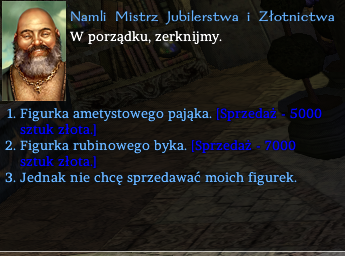 Namli Mistrz Jubilerstwa i Złotnictwa
W porządku, zerknijmy.
1. Figurka ametystowego pająka. [Sprzedaż - 5000
sztuk złota]
2. Figurka rubinowego byka. [Sprzedaż - 7000
sztuk złota]
3. Jednak nie chcę sprzedawać moich figurek.